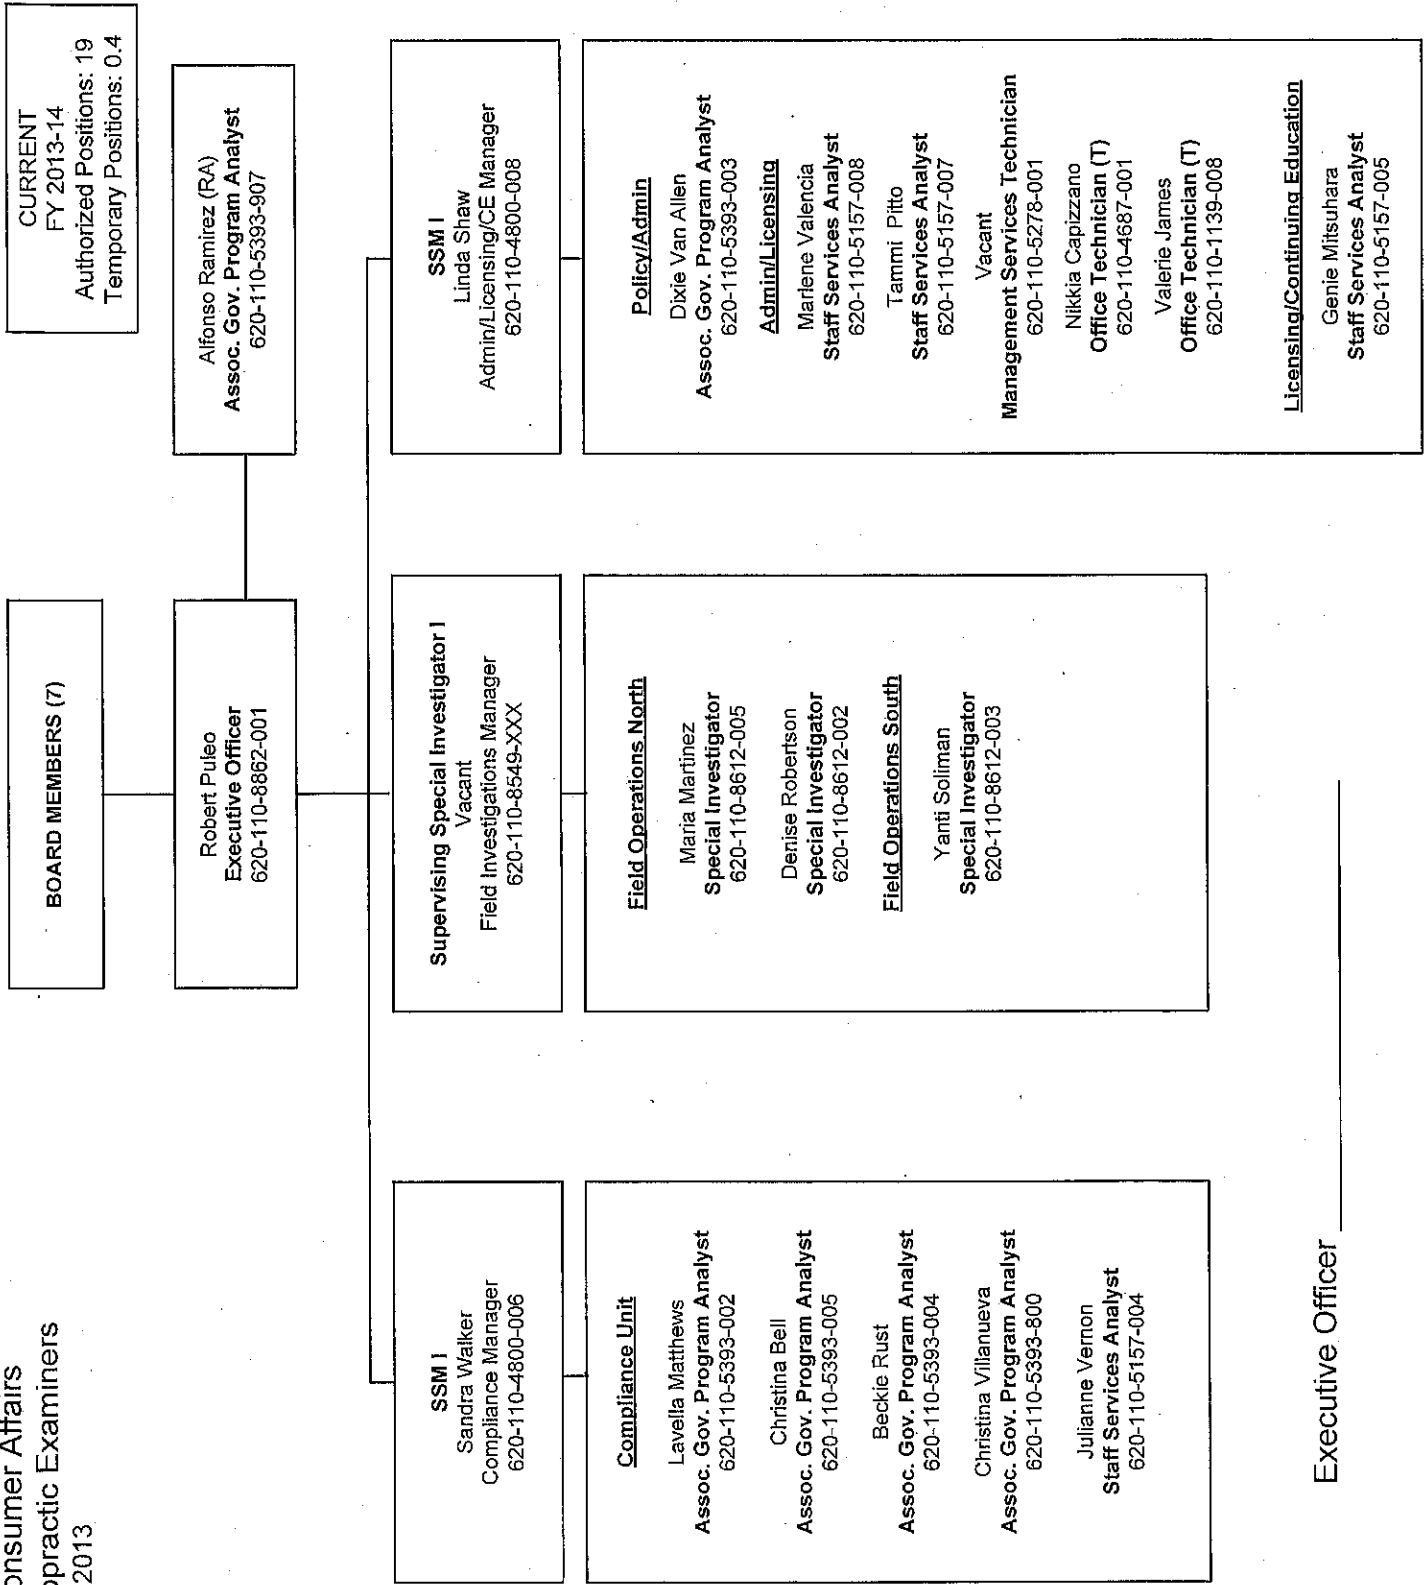 onsumer Affairs
opractic Examiners
2013
CURRENT
FY 2013-14
Authorized Positions: 19
Temporary Positions: 0.4
BOARD MEMBERS (7)
Robert Puleo
Executive Officer
620-110-8862-001
Alfonso Ramirez (RA)
Assoc. Gov. Program Analyst
620-110-5393-907
SSM I
Sandra Walker
Compliance Manager
620-110-4800-006
Supervising Special Investigator I
Vacant
Field Investigations Manager
620-110-8549-XXX
SSM I
Linda Shaw
Admin/Licensing/CE Manager
620-110-4800-008
Compliance Unit
Lavella Matthews
Assoc. Gov. Program Analyst
620-110-5393-002
Christina Bell
Assoc. Gov. Program Analyst
620-110-5393-005
Beckie Rust
Assoc. Gov. Program Analyst
620-110-5393-004
Christina Villanueva
Assoc. Gov. Program Analyst
620-110-5393-800
Julianne Vernon
Staff Services Analyst
620-110-5157-004
Field Operations North
Maria Martinez
Special Investigator
620-110-8612-005
Denise Robertson
Special Investigator
620-110-8612-002
Field Operations South
Yanti Soliman
Special Investigator
620-110-8612-003
Policy/Admin
Dixie Van Allen
Assoc. Gov. Program Analyst
620-110-5393-003
Admin/Licensing
Marlene Valencia
Staff Services Analyst
620-110-5157-008
Tammi Pitto
Staff Services Analyst
620-110-5157-007
Vacant
Management Services Technician
620-110-5278-001
Nikkia Capizzano
Office Technician (T)
620-110-4687-001
Valerie James
Office Technician (T)
620-110-1139-008
Licensing/Continuing Education
Genie Mitsuhara
Staff Services Analyst
620-110-5157-005
Executive Officer